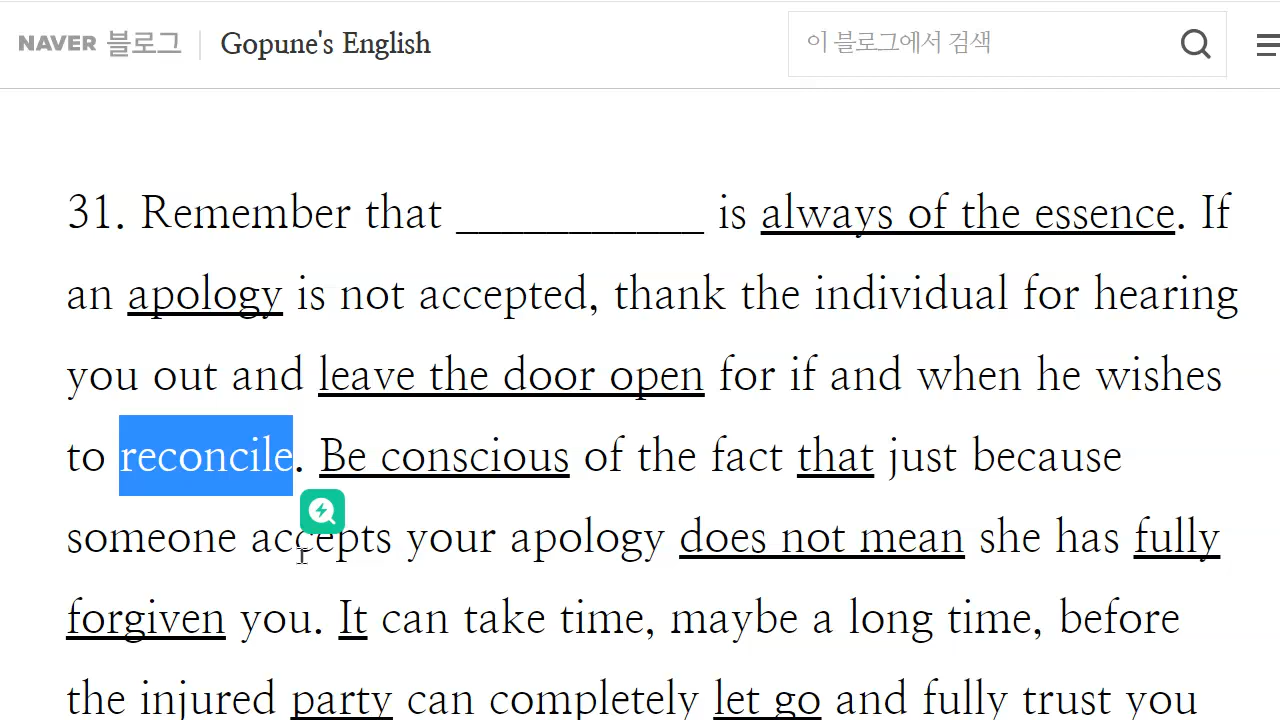 NAVER 블로그 | Gopune's English
이 블로그에서 검색
31. Remember that ___________ is always of the essence. If
an apology is not accepted, thank the individual for hearing
you out and leave the door open for if and when he wishes
to reconcile. Be conscious of the fact that just because
someone accepts your apology does not mean she has fully
forgiven you. It can take time, maybe a long time, before
the injured party can completely let go and fully trust you